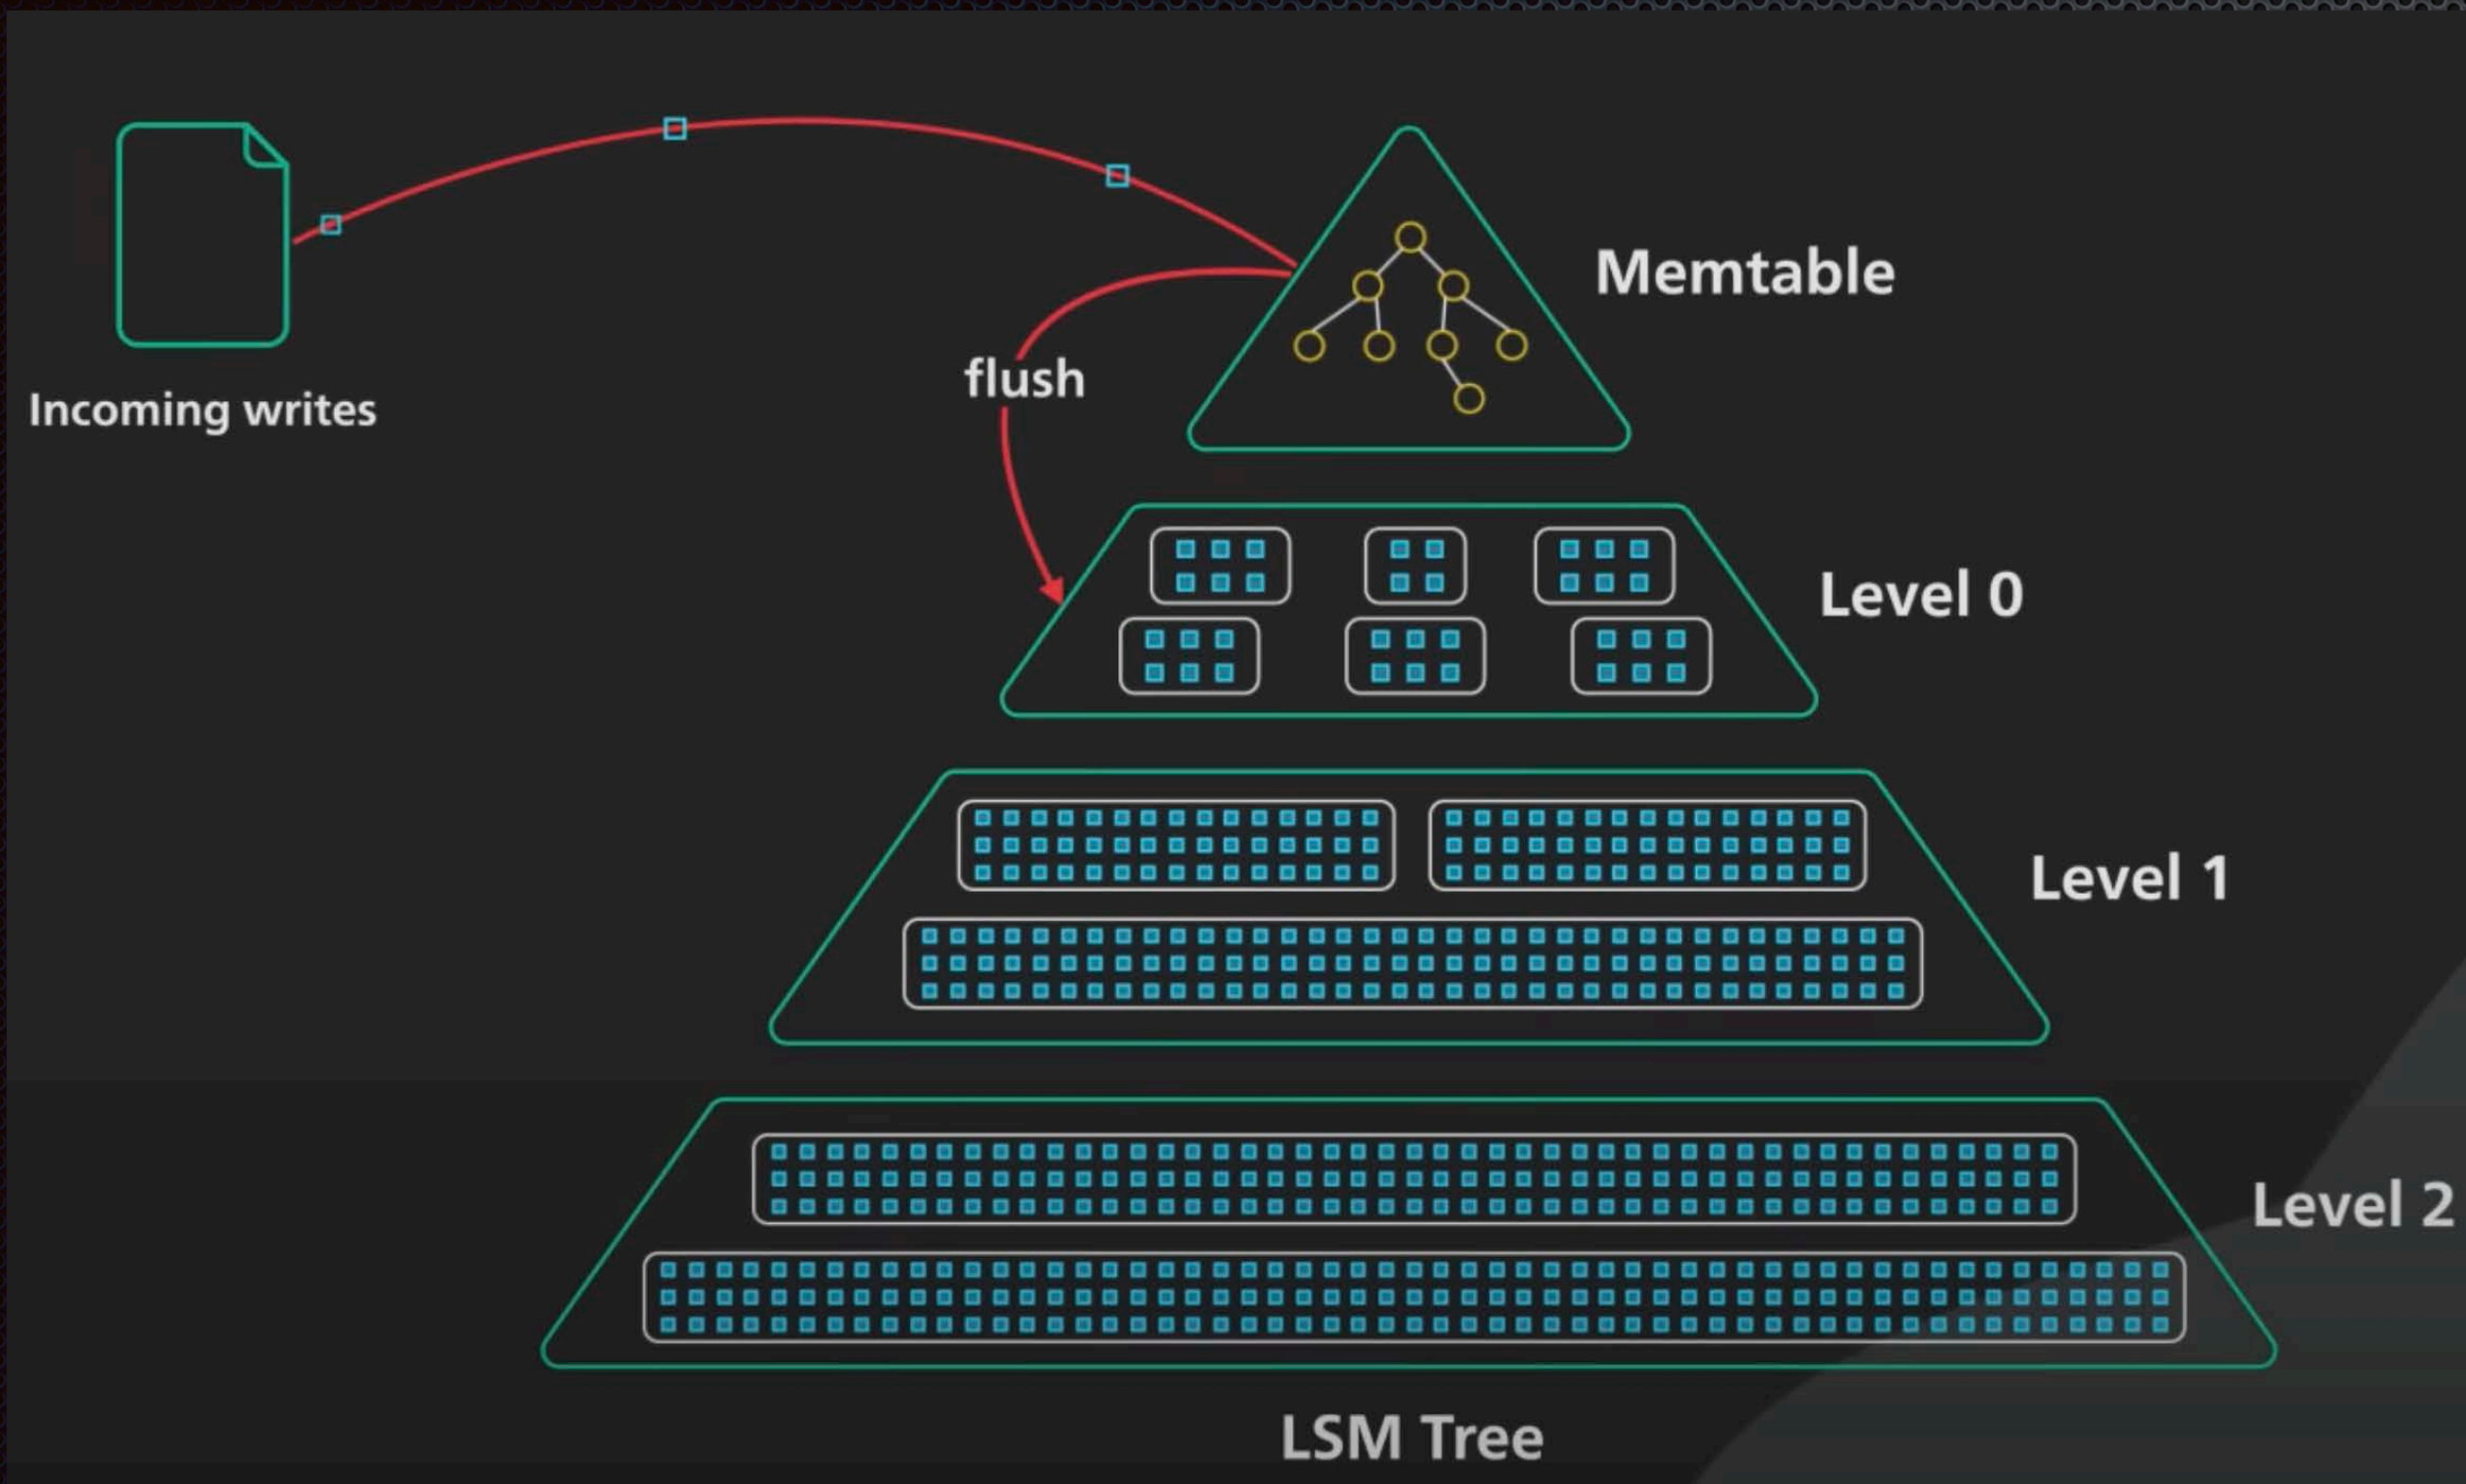 Memtable
flush
Incoming writes
Level 0
Level 1
Level 2
LSM Tree